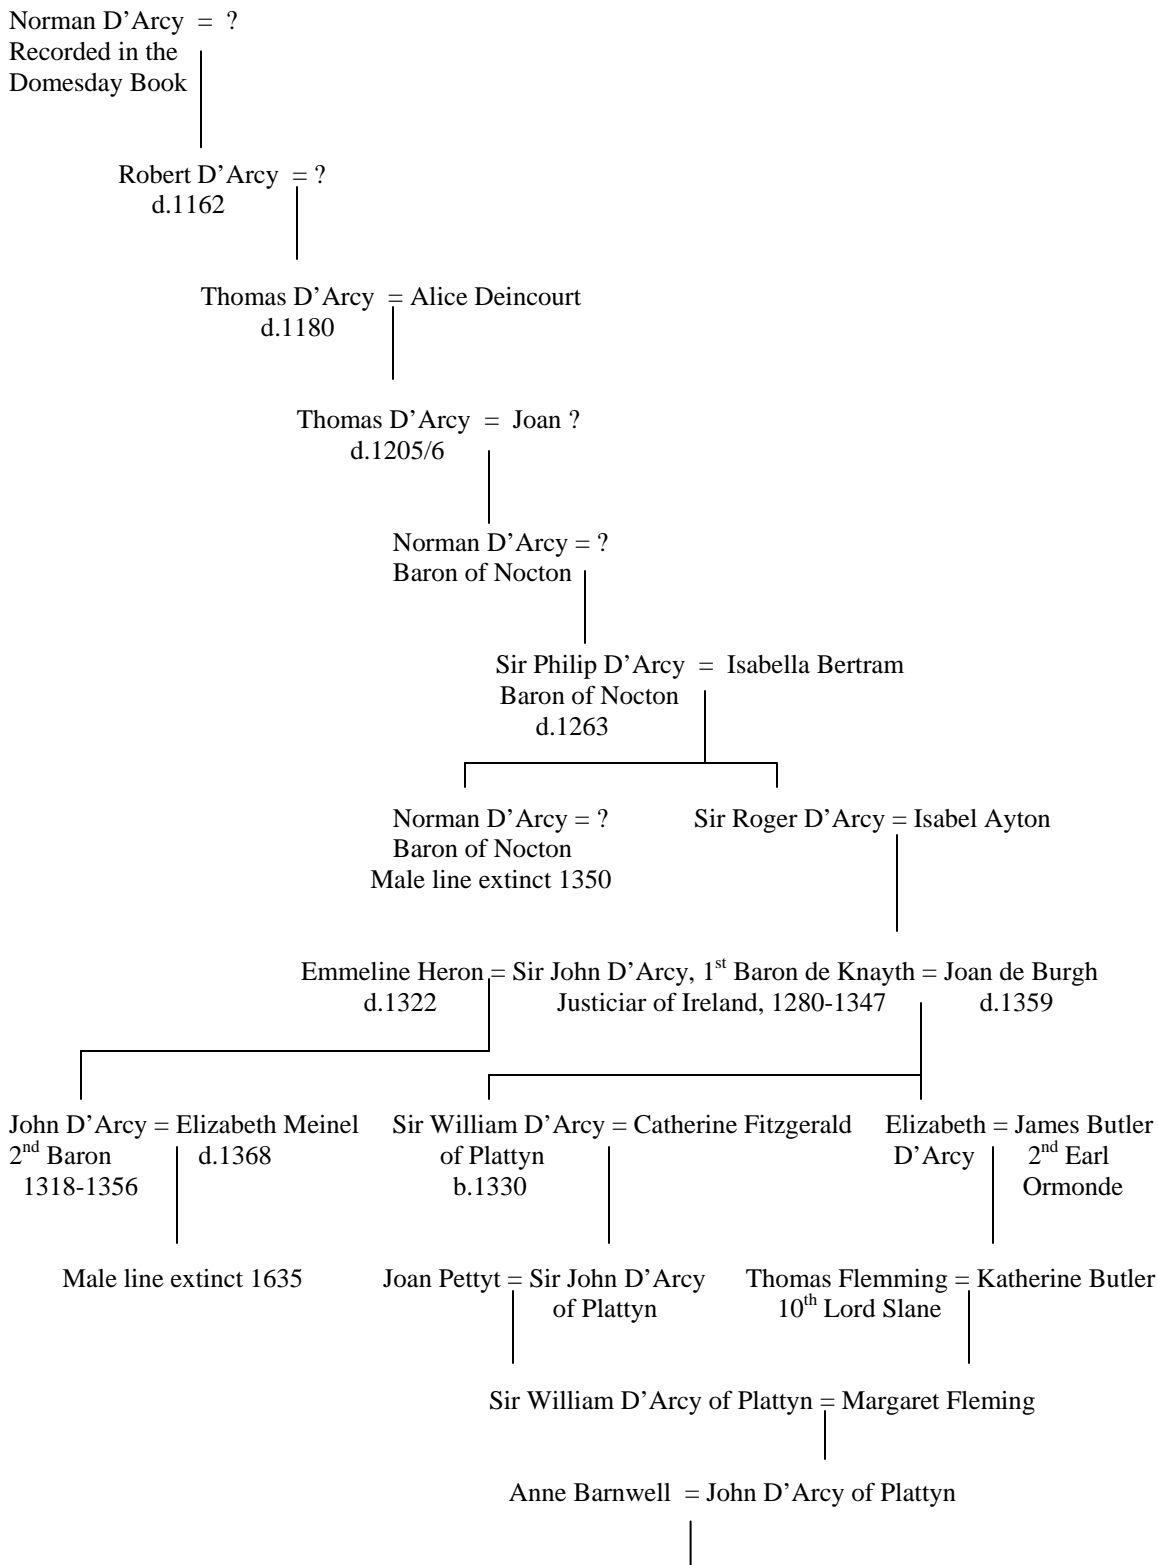 Norman D’Arcy = ?
Recorded in the
Domesday Book
Robert D’Arcy = ?
d.1162
Thomas D’Arcy = Alice Deincourt
d.1180
Thomas D’Arcy = Joan ?
d.1205/6
Norman D’Arcy = ?
Baron of Nocton
Sir Philip D’Arcy = Isabella Bertram
Baron of Nocton
d.1263
Norman D’Arcy = ? Sir Roger D’Arcy = Isabel Ayton
Baron of Nocton
Male line extinct 1350
Emmeline Heron = Sir John D’Arcy, 1st Baron de Knayth = Joan de Burgh
d.1322 Justiciar of Ireland, 1280-1347 d.1359
John D’Arcy = Elizabeth Meinel Sir William D’Arcy = Catherine Fitzgerald Elizabeth = James Butler
2nd Baron d.1368 of Plattyn D’Arcy 2nd Earl
1318-1356 b.1330 Ormonde
Male line extinct 1635 Joan Pettyt = Sir John D’Arcy Thomas Flemming = Katherine Butler
of Plattyn 10th Lord Slane
Sir William D’Arcy of Plattyn = Margaret Fleming
Anne Barnwell = John D’Arcy of Plattyn